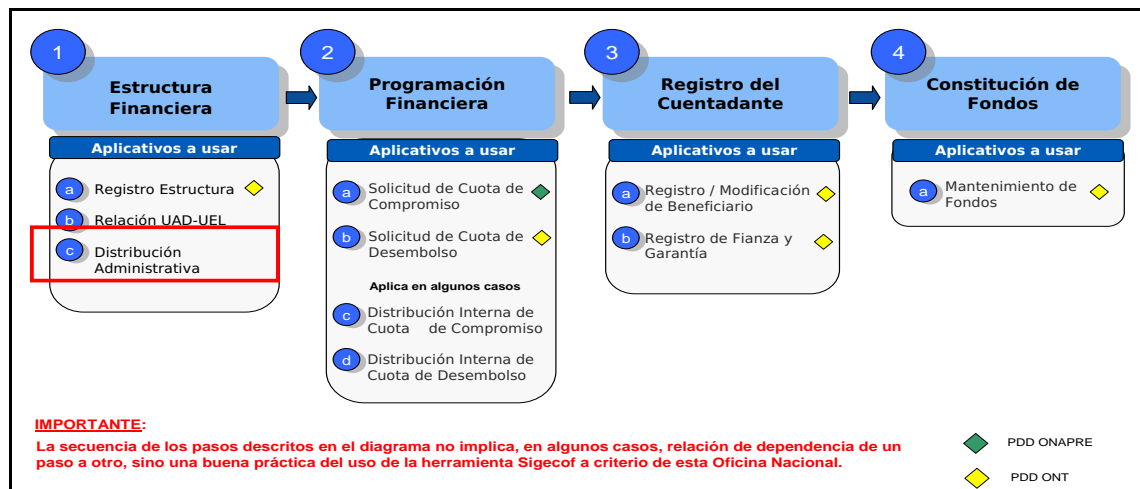 1
Estructura
Financiera
Aplicativos a usar
a Registro Estructura
b Relación UAD-UEL
c Distribución
Administrativa
2
Programación
Financiera
Aplicativos a usar
a Solicitud de Cuota de
Compromiso
b Solicitud de Cuota de
Desembolso
Aplica en algunos casos
c Distribución Interna de
Cuota de Compromiso
d Distribución Interna de
Cuota de Desembolso
3
Registro del
Cuentadante
Aplicativos a usar
a Registro / Modificación
de Beneficiario
b Registro de Fianza y
Garantía
4
Constitución de
Fondos
Aplicativos a usar
a Mantenimiento de
Fondos
IMPORTANTE:
La secuencia de los pasos descritos en el diagrama no implica, en algunos casos, relación de dependencia de un
paso a otro, sino una buena práctica del uso de la herramienta Sigecof a criterio de esta Oficina Nacional.
PDD ONAPRE
PDD ONT